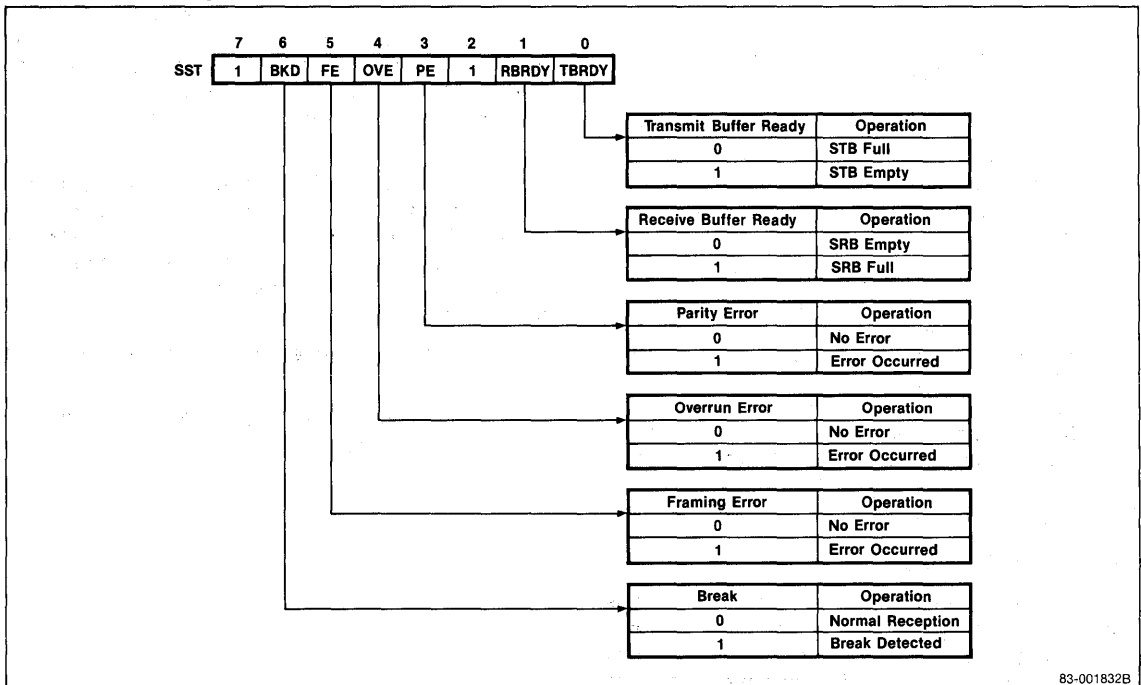 7 6 5 4 3 2 1 0
SST 1 BKD FE OVE PE 1 RBRDY TBRDY
Transmit Buffer Ready Operation
0 STB Full
1 STB Empty
Receive Buffer Ready Operation
0 SRB Empty
1 SRB Full
Parity Error Operation
0 No Error
1 Error Occurred
Overrun Error Operation
0 No Error
1 Error Occurred
Framing Error Operation
0 No Error
1 Error Occurred
Break Operation
0 Normal Reception
1 Break Detected
83-001832B